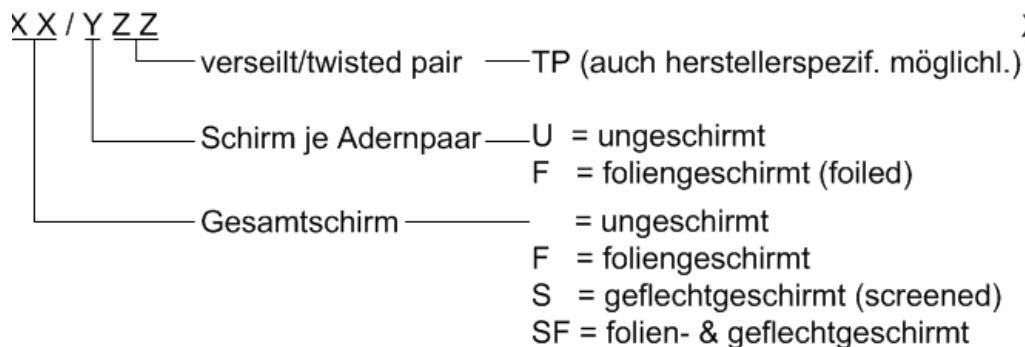 XX/YZZ
verseilt/twisted pair TP (auch herstellerspezif. möglichl.)
Schirm je Adernpaar U = ungeschirmt
F = foliengeschirmt (foiled)
Gesamtschirm = ungeschirmt
F = foliengeschirmt
S = geflechtgeschirmt (screened)
SF = folien- & geflechtgeschirmt